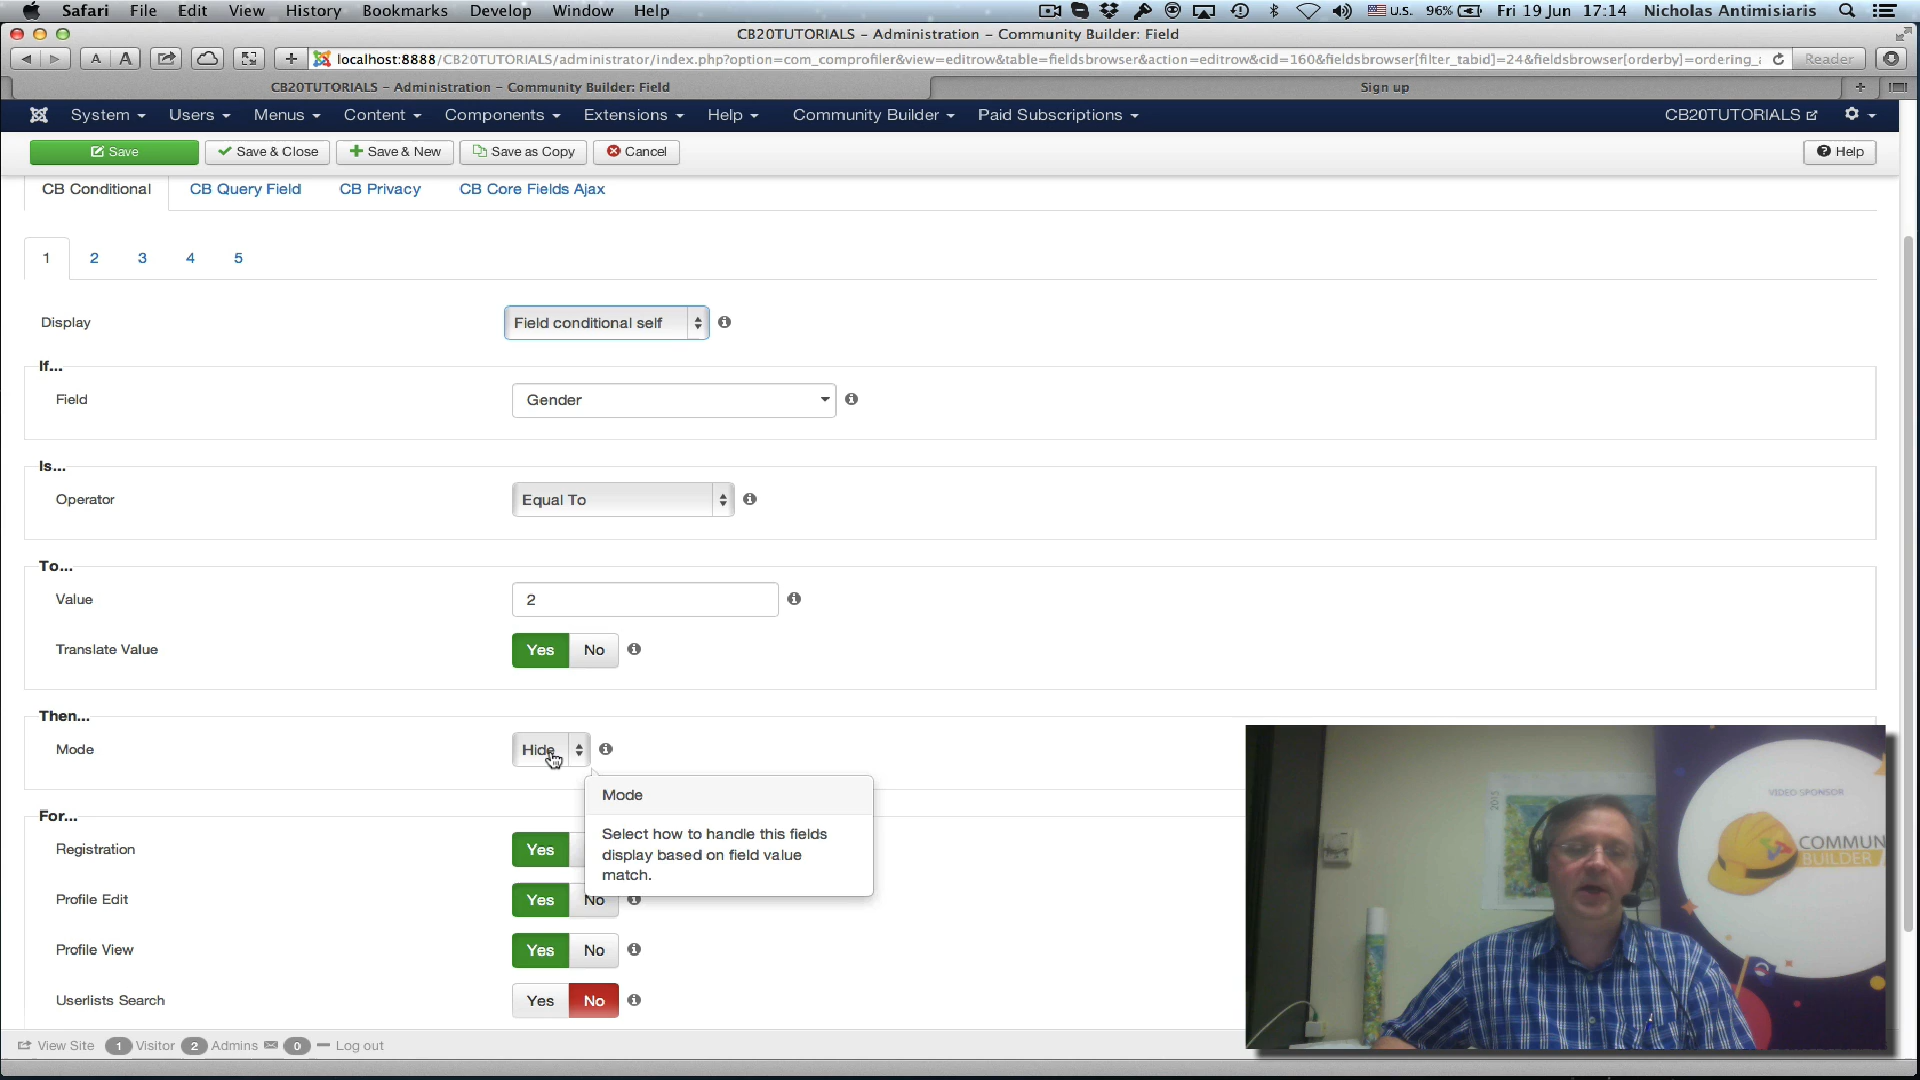 Safari File Edit View History Bookmarks Develop Window Help U.S. 96% Fri 19 Jun 17:14 Nicholas Antimisiaris
CB20TUTORIALS – Administration – Community Builder: Field
A A localhost:8888/CB20TUTORIALS/administrator/index.php?option=com_comprofiler&view=editrow&table=fieldsbrowser&action=editrow&cid=160&fieldsbrowser[filter_tabid]=24&fieldsbrowser[orderby]=ordering_ Reader
CB20TUTORIALS – Administration – Community Builder: Field Sign up
System Users Menus Content Components Extensions Help Community Builder Paid Subscriptions CB20TUTORIALS
Save Save & Close Save & New Save as Copy Cancel Help
CB Conditional CB Query Field CB Privacy CB Core Fields Ajax
1 2 3 4 5
Display Field conditional self
If...
Field Gender
Is...
Operator Equal To
To...
Value 2
Translate Value Yes No
Then...
Mode Hide
Mode
Select how to handle this fields
display based on field value
match.
For...
Registration Yes
Profile Edit Yes No
Profile View Yes No
Userlists Search Yes No
View Site 1 Visitor 2 Admins 0 Log out
2015
VIDEO SPONSOR
COMMUN
BUILDER